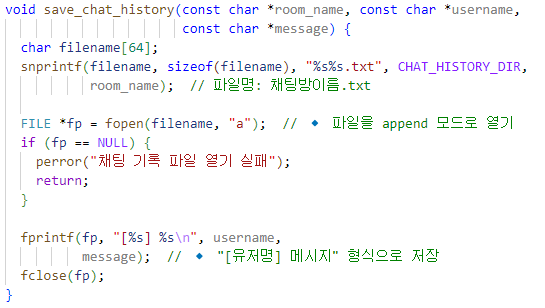 void save_chat_history(const char *room_name, const char *username,
                       const char *message) {
  char filename[64];
  snprintf(filename, sizeof(filename), "%s%s.txt", CHAT_HISTORY_DIR,
           room_name);  // 파일명: 채팅방이름.txt

  FILE *fp = fopen(filename, "a");  // 🔹 파일을 append 모드로 열기
  if (fp == NULL) {
    perror("채팅 기록 파일 열기 실패");
    return;
  }

  fprintf(fp, "[%s] %s\n", username,
          message);  // 🔹 "[유저명] 메시지" 형식으로 저장
  fclose(fp);
}